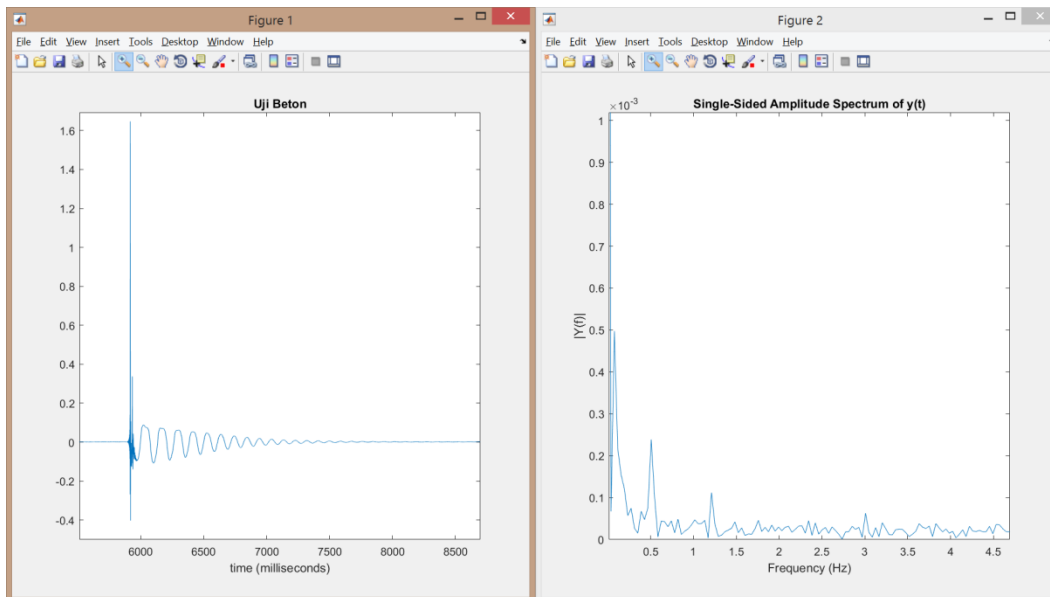 Figure 1
File Edit View Insert Tools Desktop Window Help
Uji Beton
1.6
1.4
1.2
1
0.8
0.6
0.4
0.2
0
-0.2
-0.4
6000 6500 7000 7500 8000 8500
time (milliseconds)
Figure 2
File Edit View Insert Tools Desktop Window Help
×10⁻³
Single-Sided Amplitude Spectrum of y(t)
1
0.9
0.8
0.7
0.6
0.5
0.4
0.3
0.2
0.1
0
|Y(f)|
0.5 1 1.5 2 2.5 3 3.5 4 4.5
Frequency (Hz)